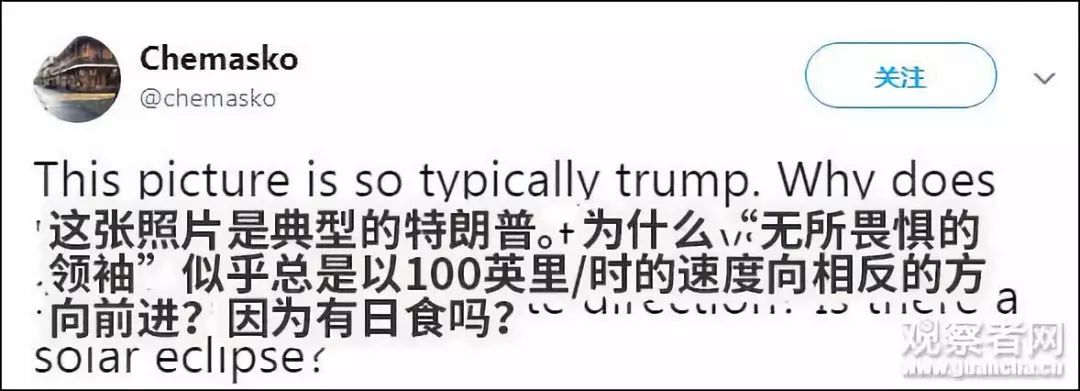 Chemasko
@chemasko
关注
This picture is so typically trump. Why does
这张照片是典型的特朗普。为什么“无所畏惧的
领袖”似乎总是以100英里/时的速度向相反的方
向前进？因为有日食吗？
direction? Is there a
solar eclipse?
观察者网
www.guancha.cn